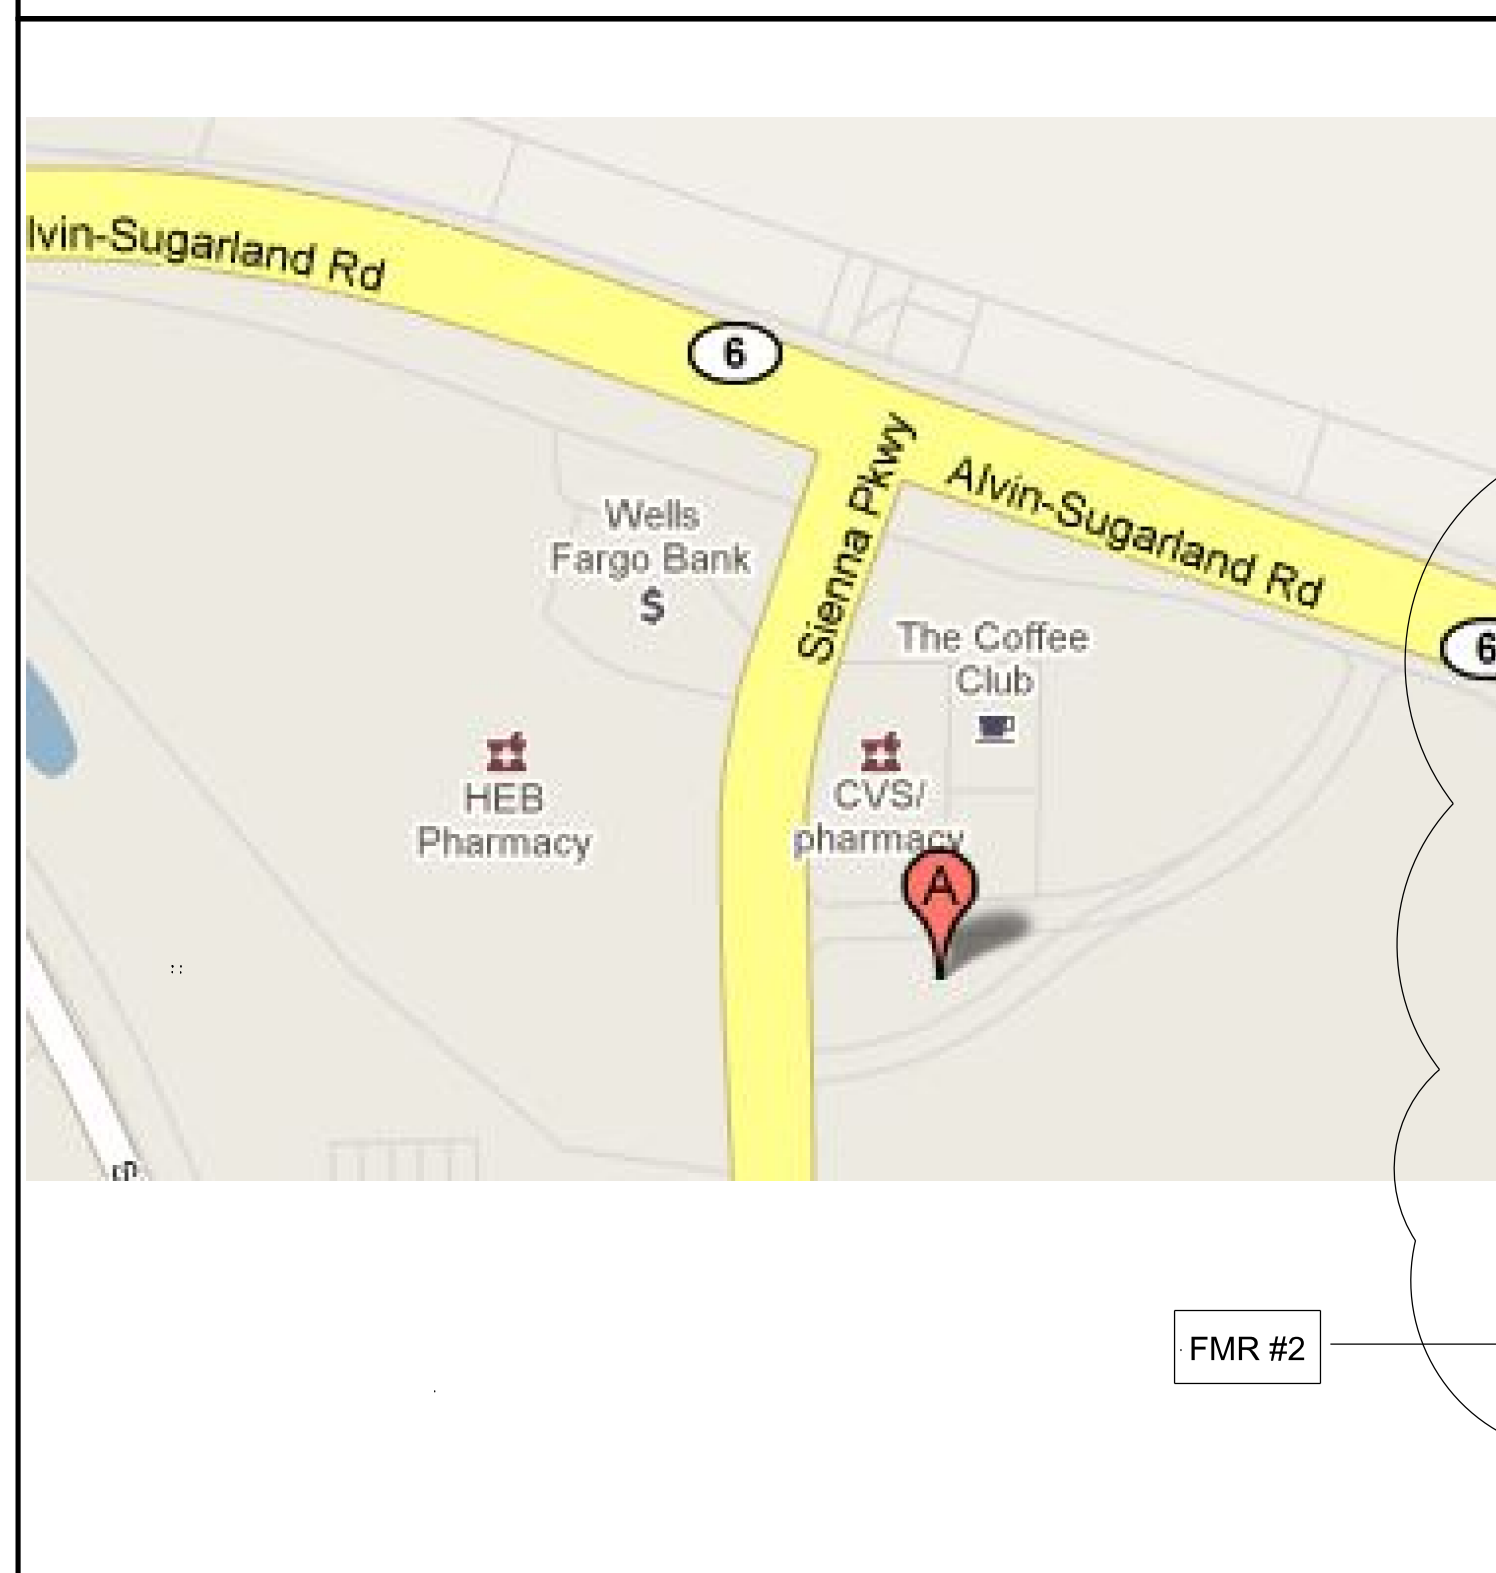 lvin-Sugarland Rd
6
Sienna Pkwy
Alvin-Sugarland Rd
6
Wells
Fargo Bank
$
The Coffee
Club
HEB
Pharmacy
CVS/
pharmacy
A
FMR #2